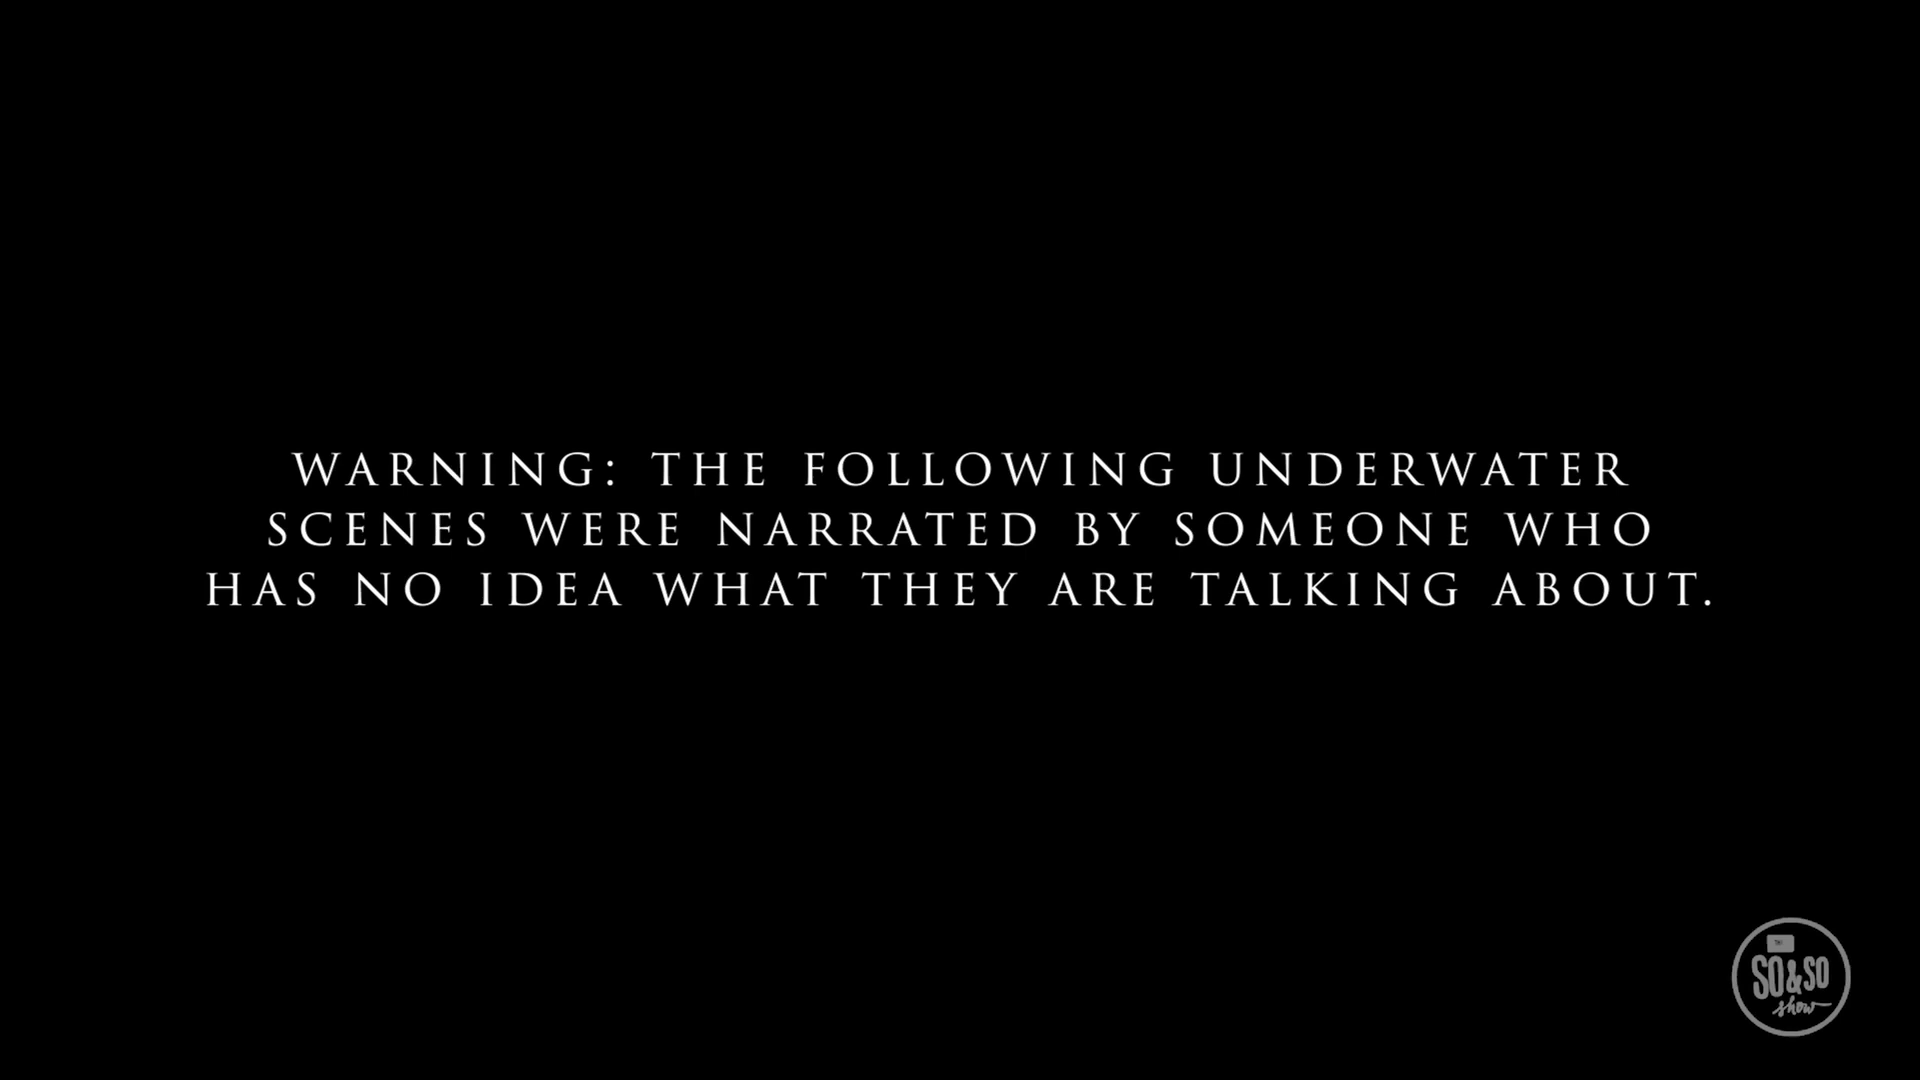 WARNING: THE FOLLOWING UNDERWATER
SCENES WERE NARRATED BY SOMEONE WHO
HAS NO IDEA WHAT THEY ARE TALKING ABOUT.
SO&SO
show